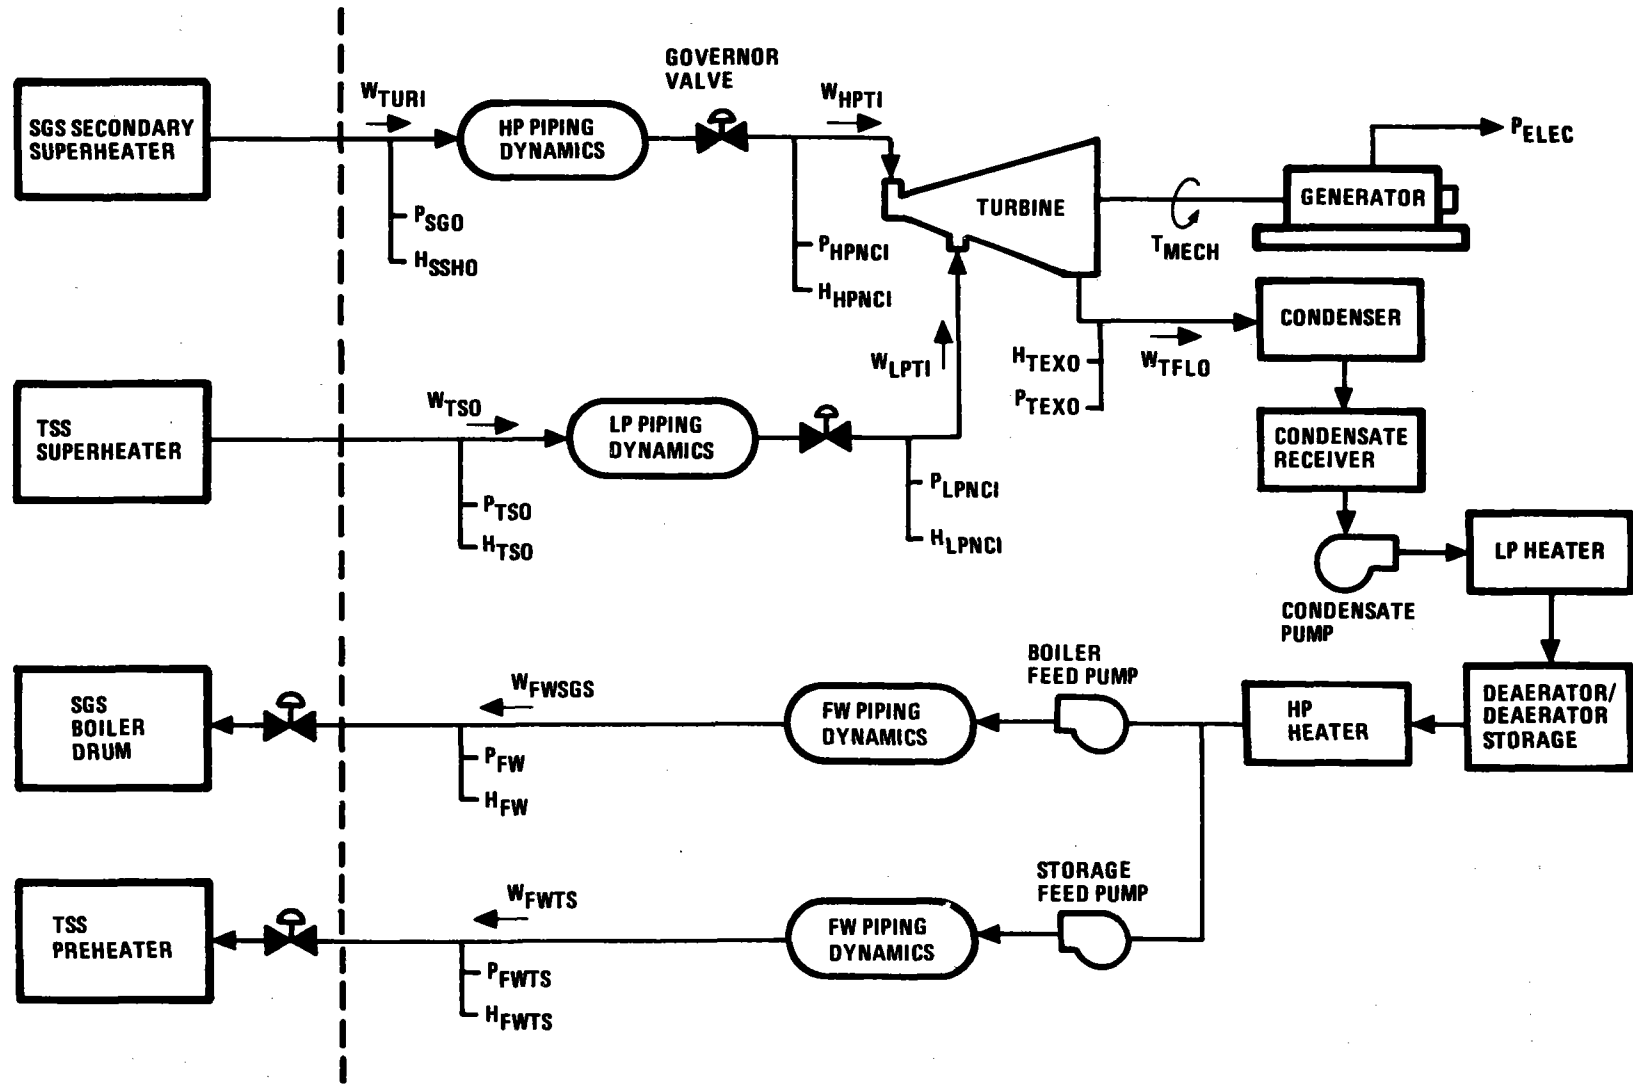 GOVERNOR
VALVE
SGS SECONDARY
SUPERHEATER
WTURI
HP PIPING
DYNAMICS
WHPTI
PSGO
HSSHO
PHPNCI
HHPNCI
TURBINE
TMECH
GENERATOR
PELEC
CONDENSER
HTEXO
PTEXO
WTFLO
WLPTI
TSS
SUPERHEATER
WTSO
LP PIPING
DYNAMICS
PTSO
HTSO
PLPNCI
HLPNCI
CONDENSATE
RECEIVER
CONDENSATE
PUMP
LP HEATER
DEAERATOR/
DEAERATOR
STORAGE
HP
HEATER
BOILER
FEED PUMP
FW PIPING
DYNAMICS
WFWSGS
PFW
HFW
SGS
BOILER
DRUM
STORAGE
FEED PUMP
FW PIPING
DYNAMICS
WFWTS
PFWTS
HFWTS
TSS
PREHEATER